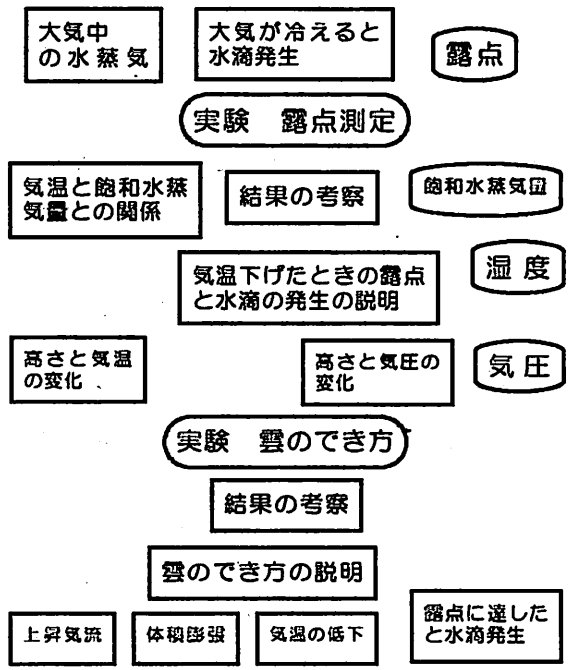 大気中
の水蒸気
大気が冷えると
水滴発生
露点
実験 露点測定
気温と飽和水蒸
気量との関係
結果の考察
飽和水蒸気量
湿度
気温下げたときの露点
と水滴の発生の説明
高さと気温
の変化
高さと気圧の
変化
気圧
実験 雲のでき方
結果の考察
雲のでき方の説明
上昇気流
体積膨張
気温の低下
露点に達した
と水滴発生